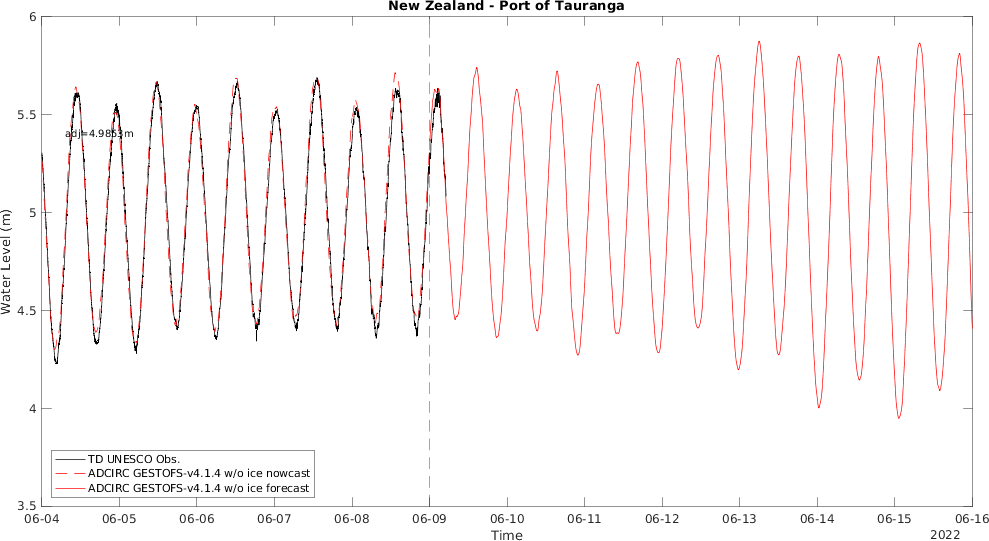 New Zealand - Port of Tauranga
6
5.5
5
4.5
4
3.5
Water Level (m)
adj=4.9853m
TD UNESCO Obs.
ADCIRC GESTOFS-v4.1.4 w/o ice nowcast
ADCIRC GESTOFS-v4.1.4 w/o ice forecast
06-04 06-05 06-06 06-07 06-08 06-09 06-10 06-11 06-12 06-13 06-14 06-15 06-16
Time
2022